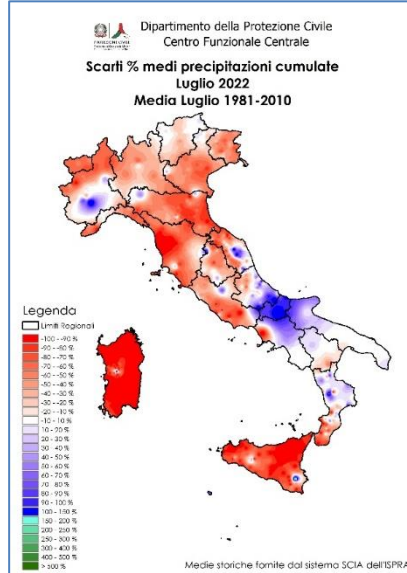 Dipartimento della Protezione Civile
Centro Funzionale Centrale
Scarti % medi precipitazioni cumulate
Luglio 2022
Media Luglio 1981-2010
Legenda
Limiti Regionali
-100 - -90 %
-90 - -80 %
-80 - -70 %
-70 - -60 %
-60 - -50 %
-50 - -40 %
-40 - -30 %
-30 - -20 %
-20 - -10 %
-10 - 10 %
10 - 20 %
20 - 30 %
30 - 40 %
40 - 50 %
50 - 60 %
60 - 70 %
70 - 80 %
80 - 90 %
90 - 100 %
100 - 150 %
150 - 200 %
200 - 250 %
250 - 300 %
300 - 400 %
400 - 500 %
> 500 %
Medie storiche fornite dal sistema SCIA dell'ISPRA